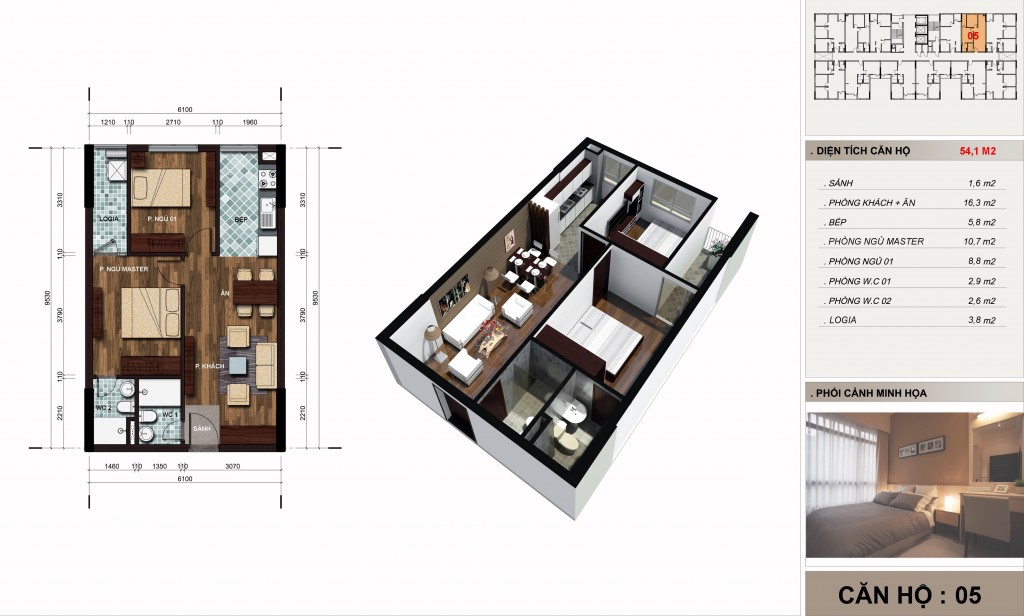 6100
1210 110 2710 110 1960
3310
110
3790
110
2210
9530
LOGIA
P. NGỦ 01
BẾP
P. NGỦ MASTER
ĂN
P. KHÁCH
WC 2
WC 1
SẢNH
3310
110
3790
110
2210
9530
1460 110 1350 110 3070
6100
05
. DIỆN TÍCH CĂN HỘ 54,1 M2
. SẢNH 1,6 m2
. PHÒNG KHÁCH + ĂN 16,3 m2
. BẾP 5,8 m2
. PHÒNG NGỦ MASTER 10,7 m2
. PHÒNG NGỦ 01 8,8 m2
. PHÒNG W.C 01 2,9 m2
. PHÒNG W.C 02 2,6 m2
. LOGIA 3,8 m2
. PHỐI CẢNH MINH HỌA
CĂN HỘ : 05